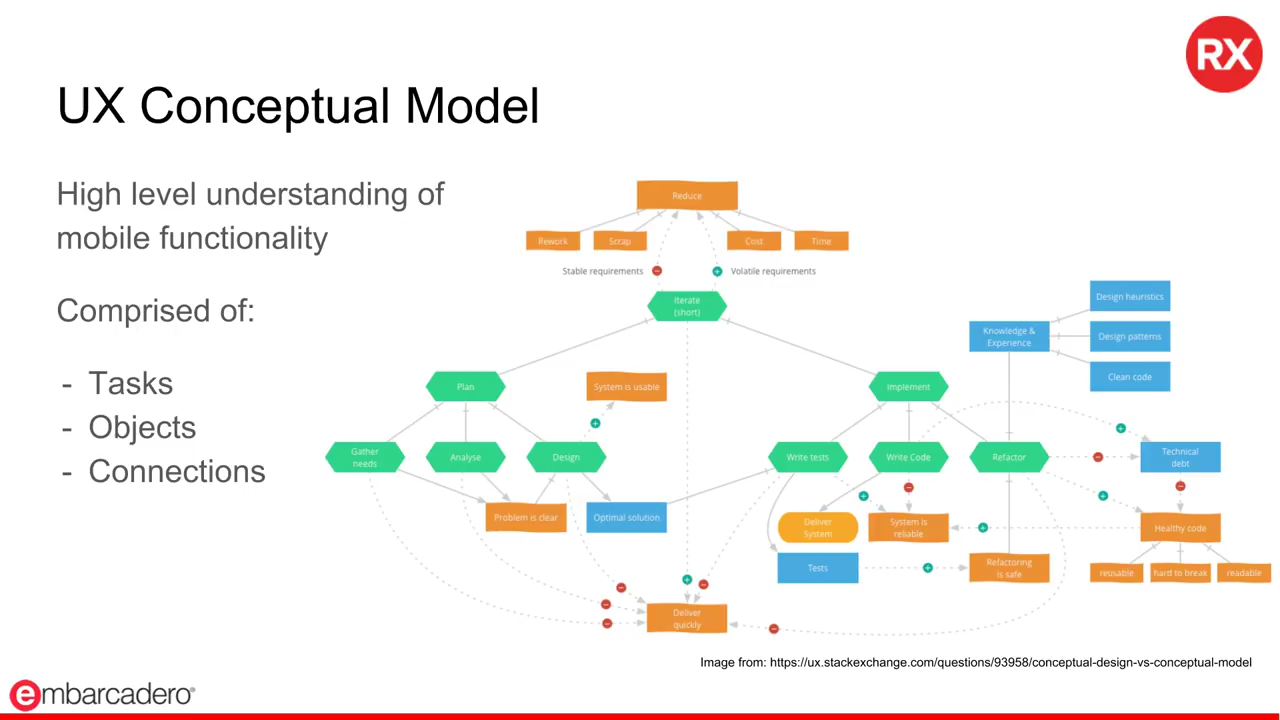 RX
UX Conceptual Model
High level understanding of
mobile functionality
Comprised of:
- Tasks
- Objects
- Connections
Reduce
Rework
Scrap
Cost
Time
Stable requirements
Volatile requirements
Iterate
(short)
Design heuristics
Knowledge &
Experience
Design patterns
Clean code
Plan
System is usable
Implement
Gather
needs
Analyse
Design
Write tests
Write Code
Refactor
Technical
debt
Problem is clear
Optimal solution
Deliver
System
System is
reliable
Healthy code
Tests
Refactoring
is safe
resuable
hard to break
readable
Deliver
quickly
Image from: https://ux.stackexchange.com/questions/93958/conceptual-design-vs-conceptual-model
embarcadero®